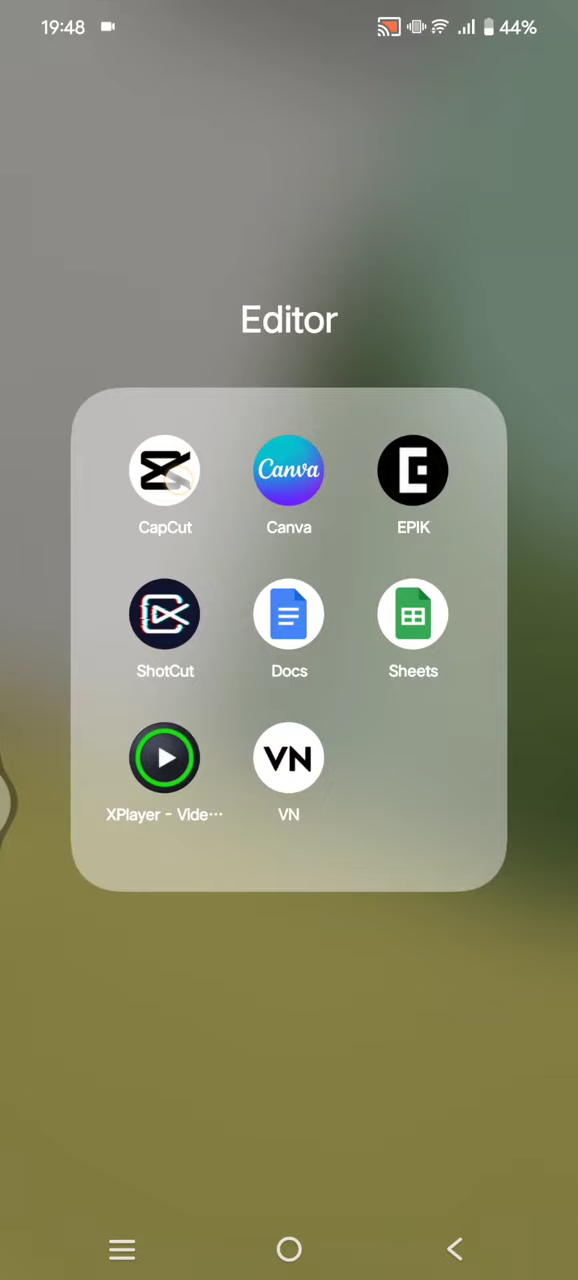 19:48 44%
Editor
Canva
CapCut Canva EPIK
ShotCut Docs Sheets
VN
XPlayer - Vide··· VN